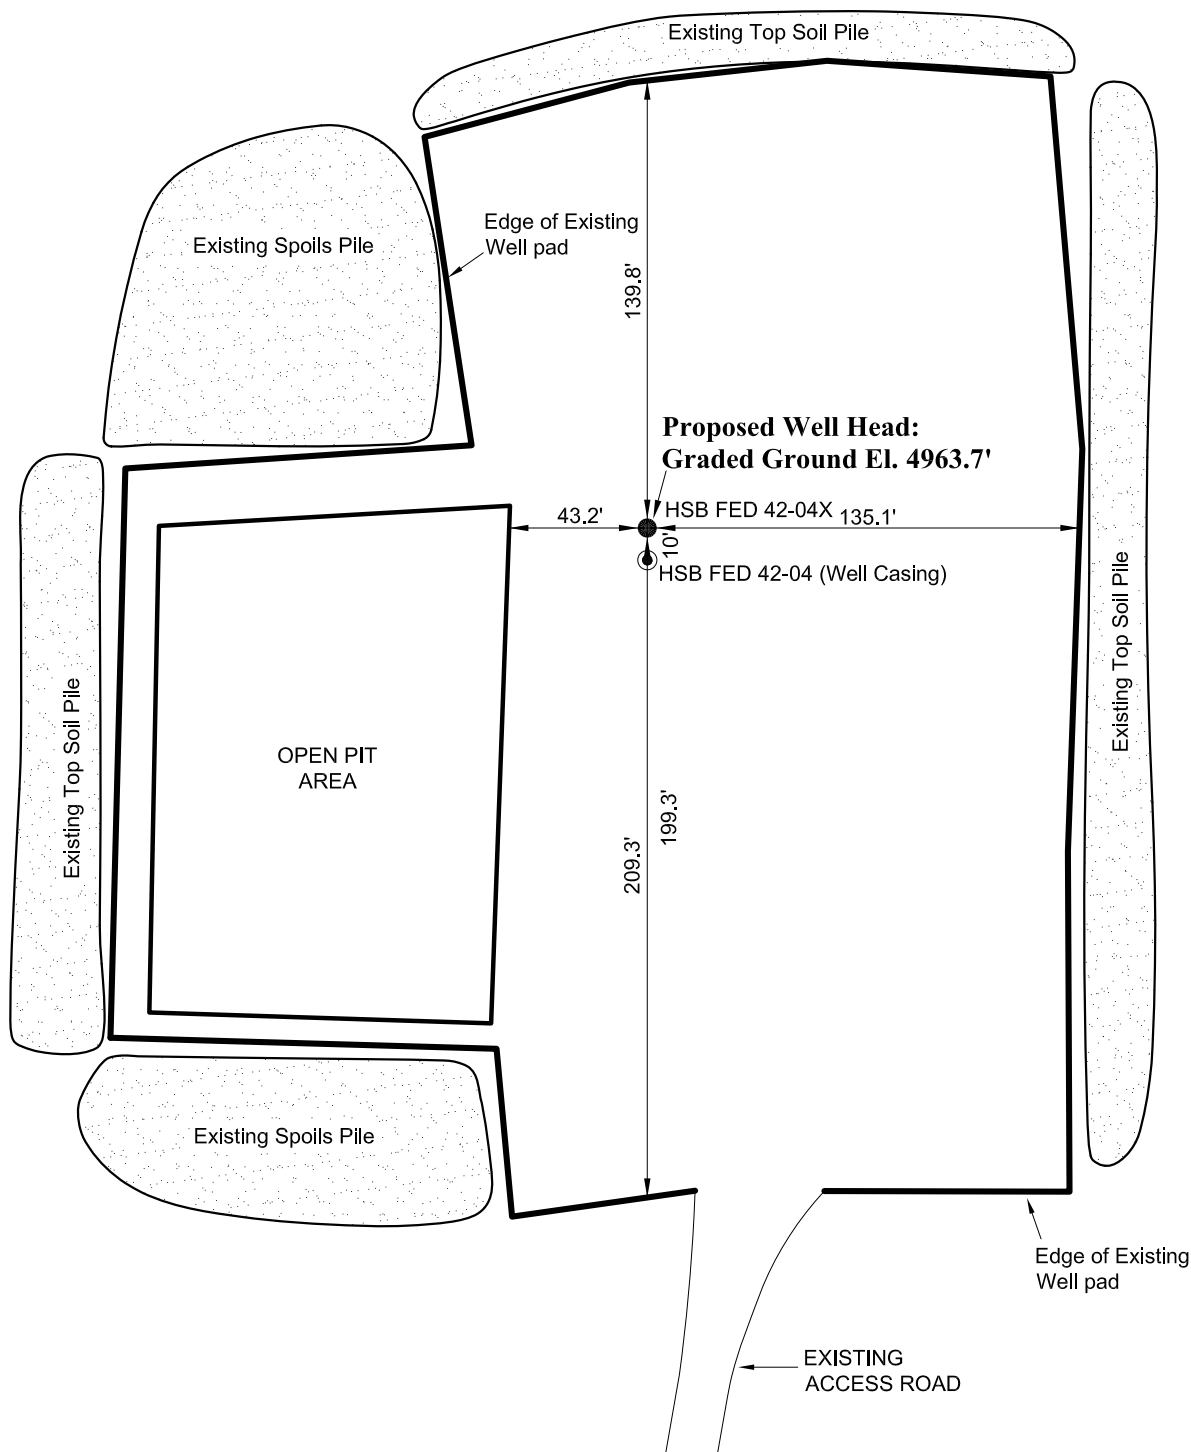 Existing Top Soil Pile
Edge of Existing
Well pad
Existing Spoils Pile
139.8'
Proposed Well Head:
Graded Ground El. 4963.7'
43.2'
HSB FED 42-04X
135.1'
10'
HSB FED 42-04 (Well Casing)
Existing Top Soil Pile
Existing Top Soil Pile
OPEN PIT
AREA
209.3'
199.3'
Existing Spoils Pile
Edge of Existing
Well pad
EXISTING
ACCESS ROAD